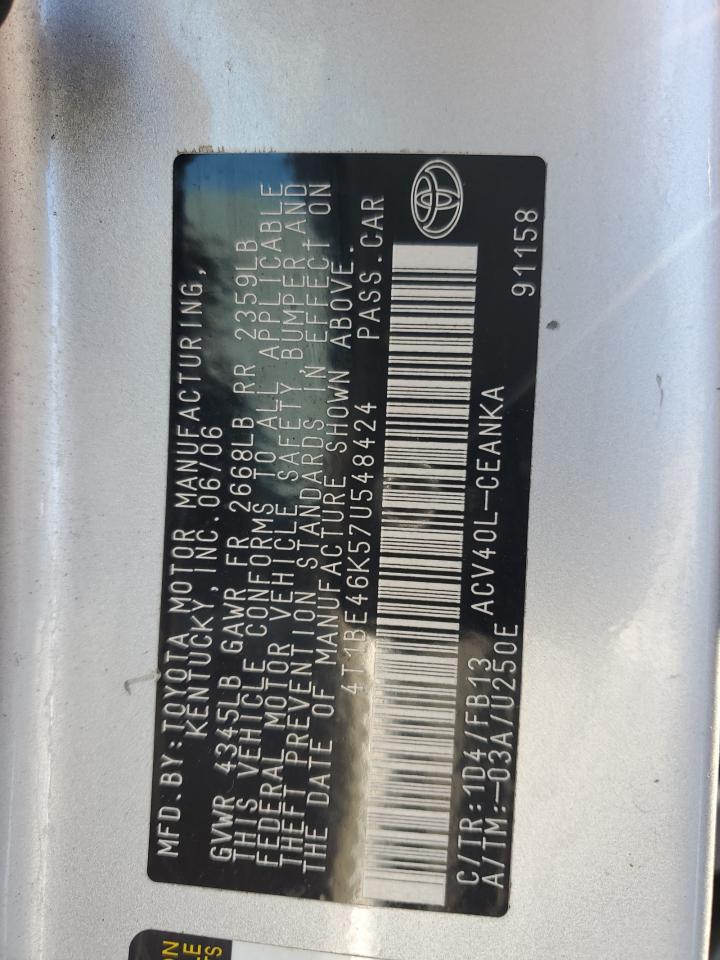 MFD.BY:TOYOTA MOTOR MANUFACTURING,
KENTUCKY, INC.06/06
GVWR 4345LB GAWR FR 2668LB RR 2359LB
THIS VEHICLE CONFORMS TO ALL APPLICABLE
FEDERAL MOTOR VEHICLE SAFETY,BUMPER,AND
THEFT PREVENTION STANDARDS IN EFFECT ON
THE DATE OF MANUFACTURE SHOWN ABOVE.
4T1BE46K57U548424 PASS.CAR
C/TR:1D4/FB13 ACV40L-CEANKA
A/TM:-03A/U250E 91158